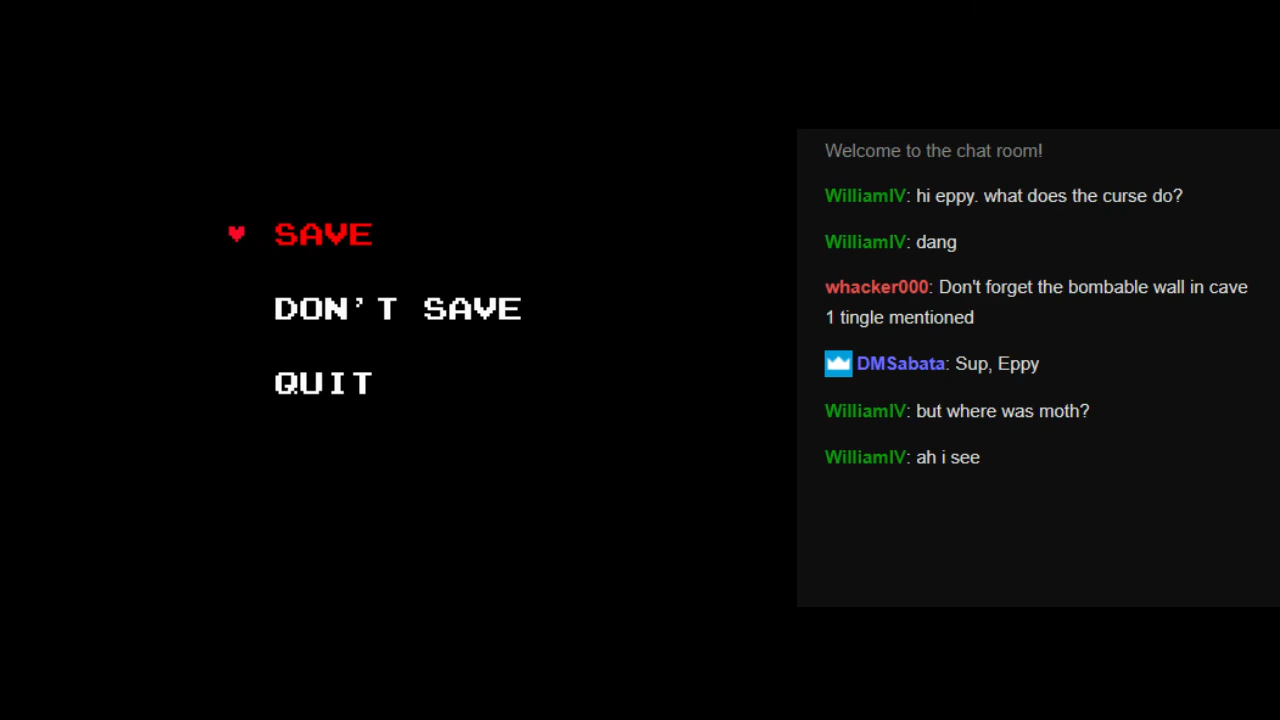 SAVE
DON'T SAVE
QUIT
Welcome to the chat room!
WilliamIV: hi eppy. what does the curse do?
WilliamIV: dang
whacker000: Don't forget the bombable wall in cave
1 tingle mentioned
DMSabata: Sup, Eppy
WilliamIV: but where was moth?
WilliamIV: ah i see